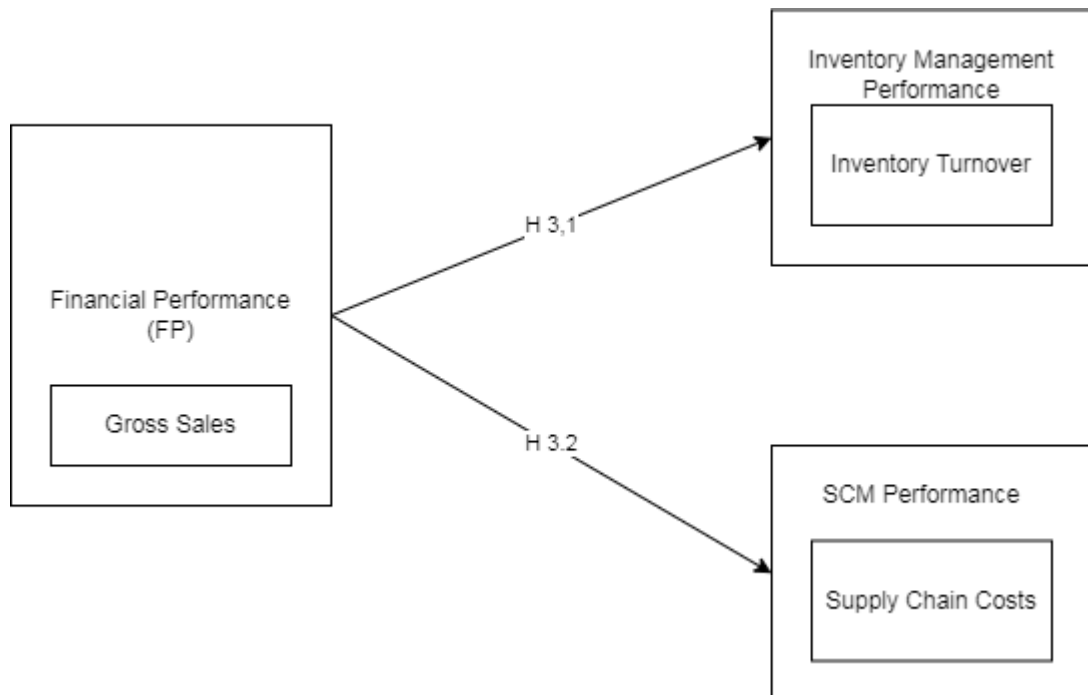 Inventory Management
Performance
Inventory Turnover
H 3,1
Financial Performance
(FP)
Gross Sales
H 3.2
SCM Performance
Supply Chain Costs